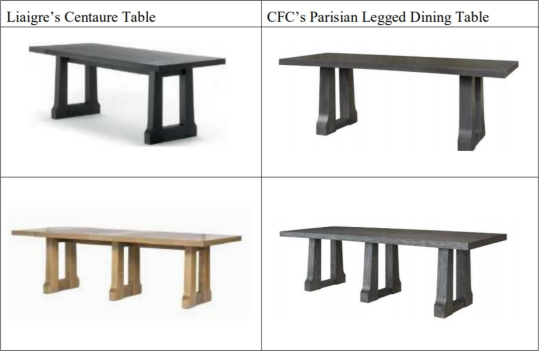 Liaigre's Centaure Table
CFC's Parisian Legged Dining Table